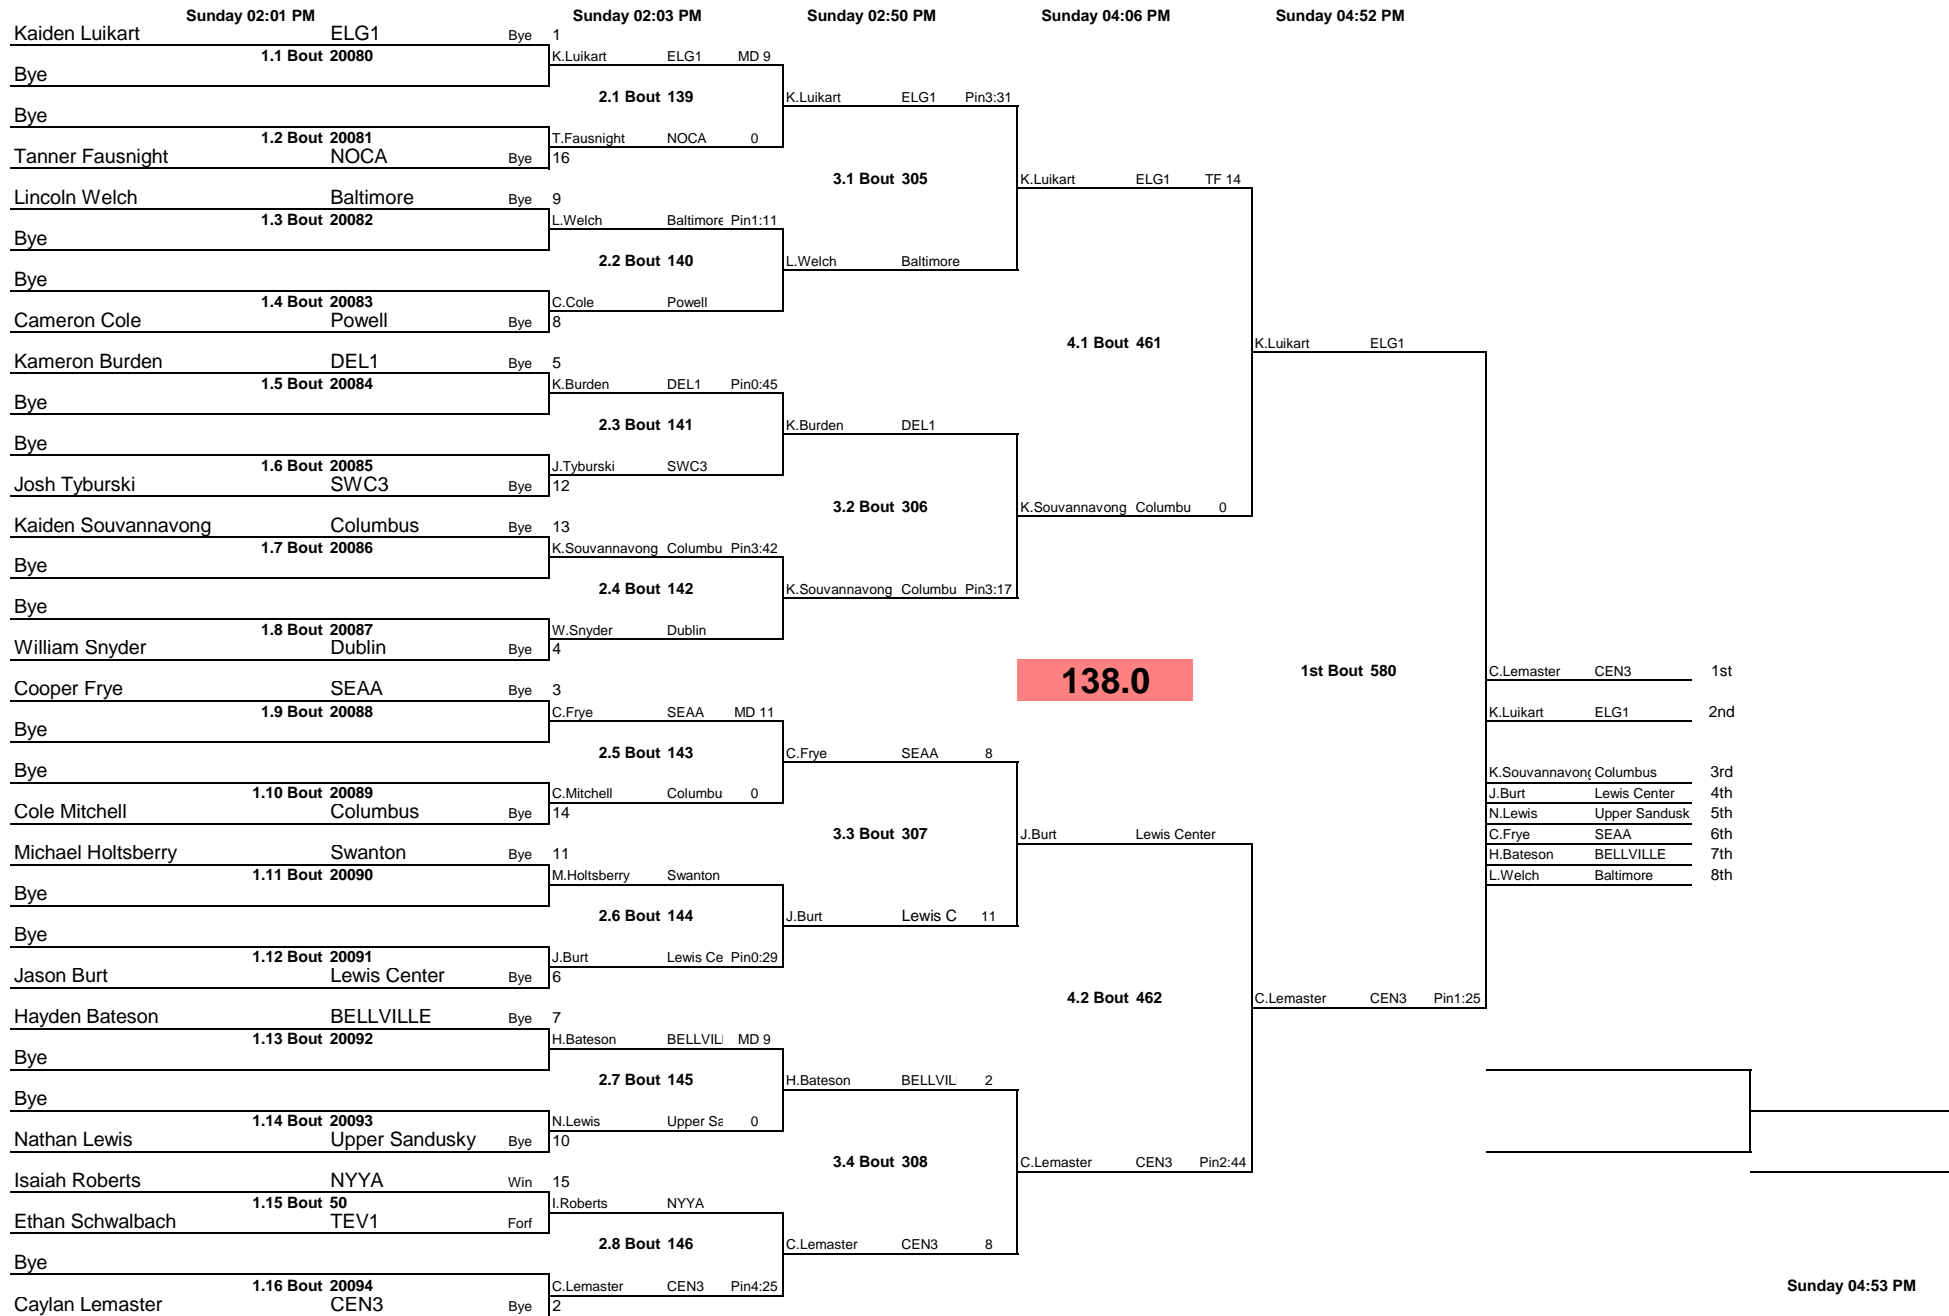 Sunday 02:01 PM Sunday 02:03 PM Sunday 02:50 PM Sunday 04:06 PM Sunday 04:52 PM
Kaiden Luikart ELG1 Bye 1
1.1 Bout 20080 K.Luikart ELG1 MD 9
Bye
2.1 Bout 139 K.Luikart ELG1 Pin3:31
Bye
1.2 Bout 20081 T.Fausnight NOCA 0
Tanner Fausnight NOCA Bye 16
3.1 Bout 305 K.Luikart ELG1 TF 14
Lincoln Welch Baltimore Bye 9
1.3 Bout 20082 L.Welch Baltimore Pin1:11
Bye
2.2 Bout 140 L.Welch Baltimore
Bye
1.4 Bout 20083 C.Cole Powell
Cameron Cole Powell Bye 8
4.1 Bout 461 K.Luikart ELG1
Kameron Burden DEL1 Bye 5
1.5 Bout 20084 K.Burden DEL1 Pin0:45
Bye
2.3 Bout 141 K.Burden DEL1
Bye
1.6 Bout 20085 J.Tyburski SWC3
Josh Tyburski SWC3 Bye 12
3.2 Bout 306 K.Souvannavong Columbu 0
Kaiden Souvannavong Columbus Bye 13
1.7 Bout 20086 K.Souvannavong Columbu Pin3:42
Bye
2.4 Bout 142 K.Souvannavong Columbu Pin3:17
Bye
1.8 Bout 20087 W.Snyder Dublin
William Snyder Dublin Bye 4
138.0 1st Bout 580 C.Lemaster CEN3 1st
Cooper Frye SEAA Bye 3
1.9 Bout 20088 C.Frye SEAA MD 11 K.Luikart ELG1 2nd
Bye
2.5 Bout 143 C.Frye SEAA 8
Bye K.Souvannavong Columbus 3rd
1.10 Bout 20089 C.Mitchell Columbu 0 J.Burt Lewis Center 4th
Cole Mitchell Columbus Bye 14 N.Lewis Upper Sandusk 5th
3.3 Bout 307 J.Burt Lewis Center C.Frye SEAA 6th
Michael Holtsberry Swanton Bye 11 H.Bateson BELLVILLE 7th
1.11 Bout 20090 M.Holtsberry Swanton L.Welch Baltimore 8th
Bye
2.6 Bout 144 J.Burt Lewis C 11
Bye
1.12 Bout 20091 J.Burt Lewis Ce Pin0:29
Jason Burt Lewis Center Bye 6
4.2 Bout 462 C.Lemaster CEN3 Pin1:25
Hayden Bateson BELLVILLE Bye 7
1.13 Bout 20092 H.Bateson BELLVIL MD 9
Bye
2.7 Bout 145 H.Bateson BELLVIL 2
Bye
1.14 Bout 20093 N.Lewis Upper Sa 0
Nathan Lewis Upper Sandusky Bye 10
3.4 Bout 308 C.Lemaster CEN3 Pin2:44
Isaiah Roberts NYYA Win 15
1.15 Bout 50 I.Roberts NYYA
Ethan Schwalbach TEV1 Forf
2.8 Bout 146 C.Lemaster CEN3 8
Bye
1.16 Bout 20094 C.Lemaster CEN3 Pin4:25 Sunday 04:53 PM
Caylan Lemaster CEN3 Bye 2